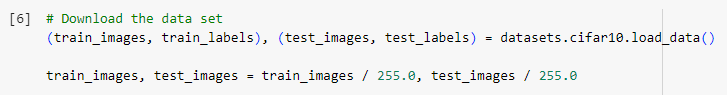 [6] # Download the data set
(train_images, train_labels), (test_images, test_labels) = datasets.cifar10.load_data()
train_images, test_images = train_images / 255.0, test_images / 255.0